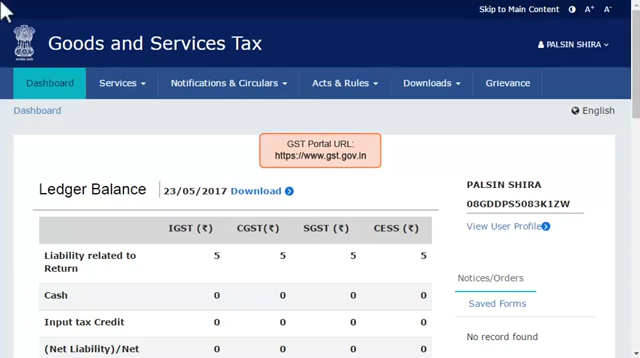 Skip to Main Content A+ A-
Goods and Services Tax
PALSIN SHIRA
Dashboard Services Notifications & Circulars Acts & Rules Downloads Grievance
Dashboard English
GST Portal URL:
https://www.gst.gov.in
Ledger Balance 23/05/2017 Download
IGST (₹) CGST(₹) SGST (₹) CESS (₹)
Liability related to Return 5 5 5 5
Cash 0 0 0 0
Input tax Credit 0 0 0 0
(Net Liability)/Net 0 0 0 0
PALSIN SHIRA
08GDDPS5083K1ZW
View User Profile
Notices/Orders
Saved Forms
No record found